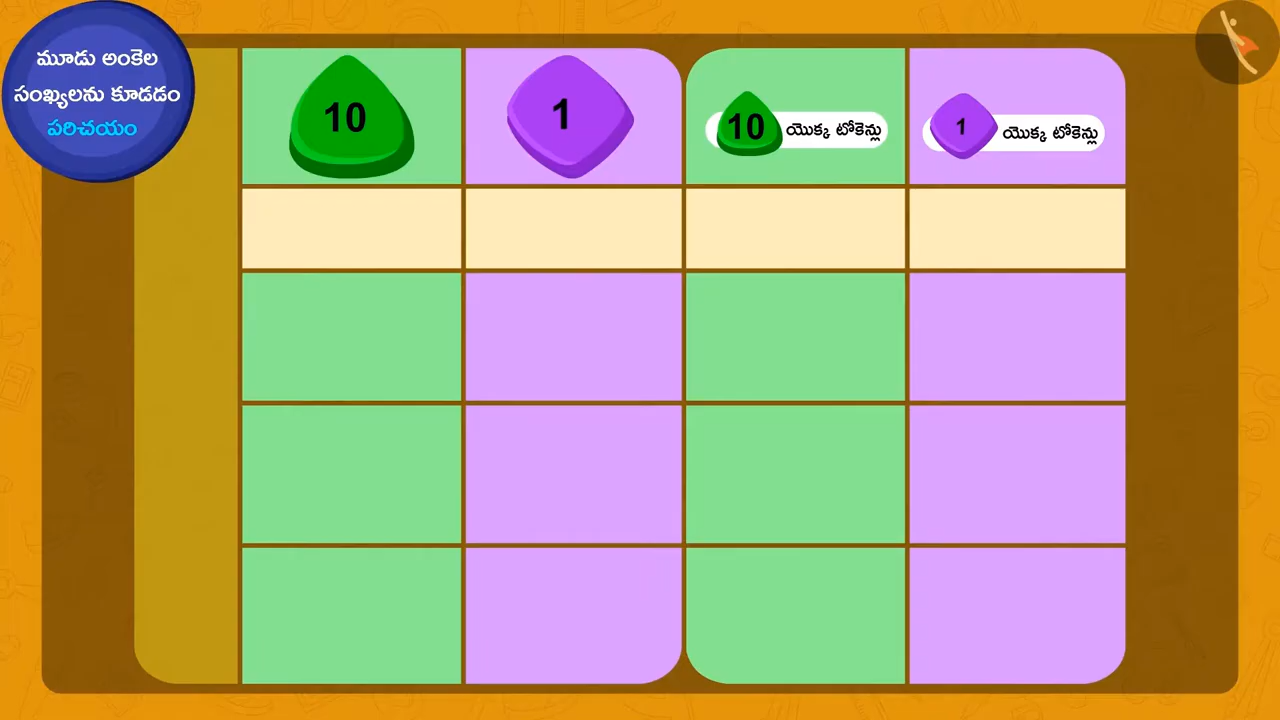 మూడు అంకెల
సంఖ్యలను కూడడం
పరిచయం
10
1
10 యొక్క టోకెన్లు
1 యొక్క టోకెన్లు